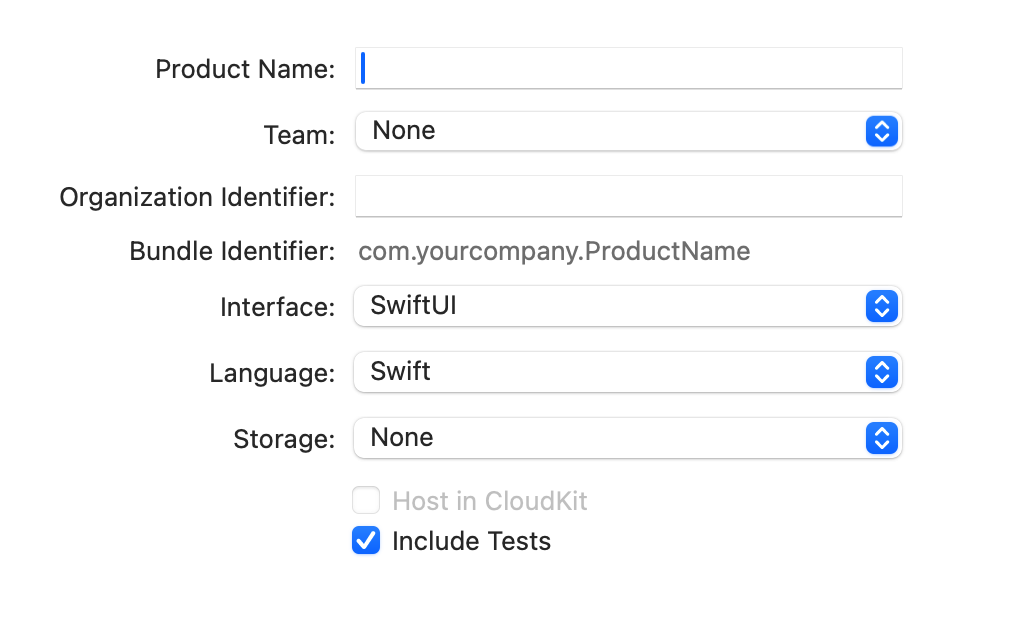 Product Name:
Team: None
Organization Identifier:
Bundle Identifier: com.yourcompany.ProductName
Interface: SwiftUI
Language: Swift
Storage: None
Host in CloudKit
Include Tests